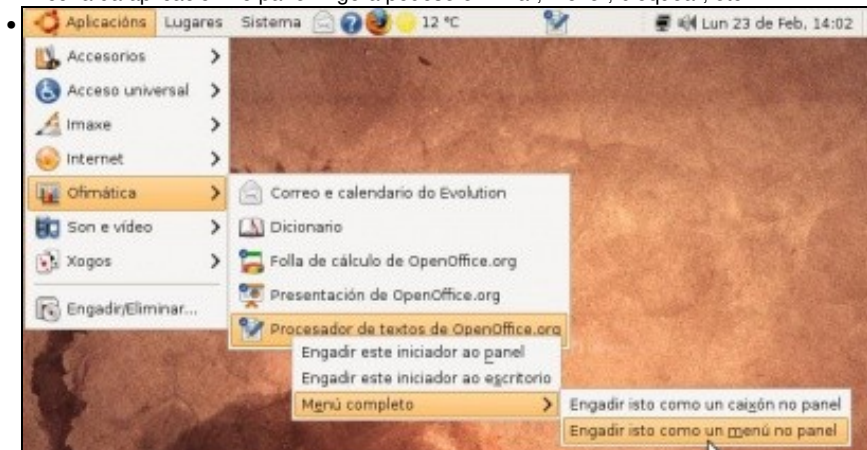 Aplicacións Lugares Sistema 12 ºC Lun 23 de Feb, 14:02
Accesorios
Acceso universal
Imaxe
Internet
Ofimática
Son e vídeo
Xogos
Engadir/Eliminar...
Correo e calendario do Evolution
Dicionario
Folla de cálculo de OpenOffice.org
Presentación de OpenOffice.org
Procesador de textos de OpenOffice.org
Engadir este iniciador ao panel
Engadir este iniciador ao escritorio
Menú completo
Engadir isto como un caixón no panel
Engadir isto como un menú no panel